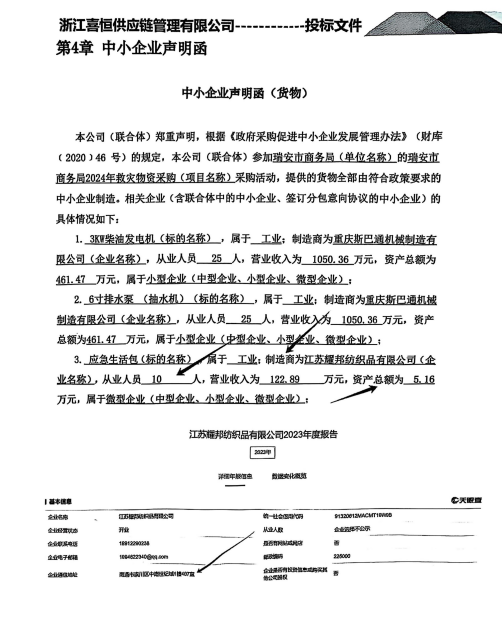 浙江喜恒供应链管理有限公司------------投标文件
第4章 中小企业声明函
中小企业声明函（货物）
本公司（联合体）郑重声明，根据《政府采购促进中小企业发展管理办法》（财库
﹝2020﹞46 号）的规定，本公司（联合体）参加瑞安市商务局（单位名称）的瑞安市
商务局2024年救灾物资采购（项目名称）采购活动，提供的货物全部由符合政策要求的
中小企业制造。相关企业（含联合体中的中小企业、签订分包意向协议的中小企业）的
具体情况如下：
1. 3KW柴油发电机（标的名称） ，属于 工业；制造商为重庆斯巴通机械制造有
限公司（企业名称），从业人员 25 人，营业收入为 1050.36 万元，资产总额为
461.47 万元，属于小型企业（中型企业、小型企业、微型企业）；
2. 6寸排水泵 （抽水机）（标的名称） ，属于 工业；制造商为重庆斯巴通机械
制造有限公司（企业名称），从业人员 25 人，营业收入为 1050.36 万元，资产
总额为461.47 万元，属于小型企业（中型企业、小型企业、微型企业）；
3. 应急生活包（标的名称） ，属于 工业；制造商为江苏耀邦纺织品有限公司（企
业名称），从业人员 10 人，营业收入为 122.89 万元，资产总额为 5.16
万元，属于微型企业（中型企业、小型企业、微型企业）；
江苏耀邦纺织品有限公司2023年度报告
2023年
详细年报信息 数据变化概览
基本信息 天眼查
企业名称 江苏耀邦纺织品有限公司 统一社会信用代码
企业经营状态 开业 从业人数 企业选择不公示
企业联系电话 18912290238 是否有网站或网店 否
企业电子邮箱 邮政编码 226000
企业通信地址 企业是否有投资信息或购买其他公司股权 否